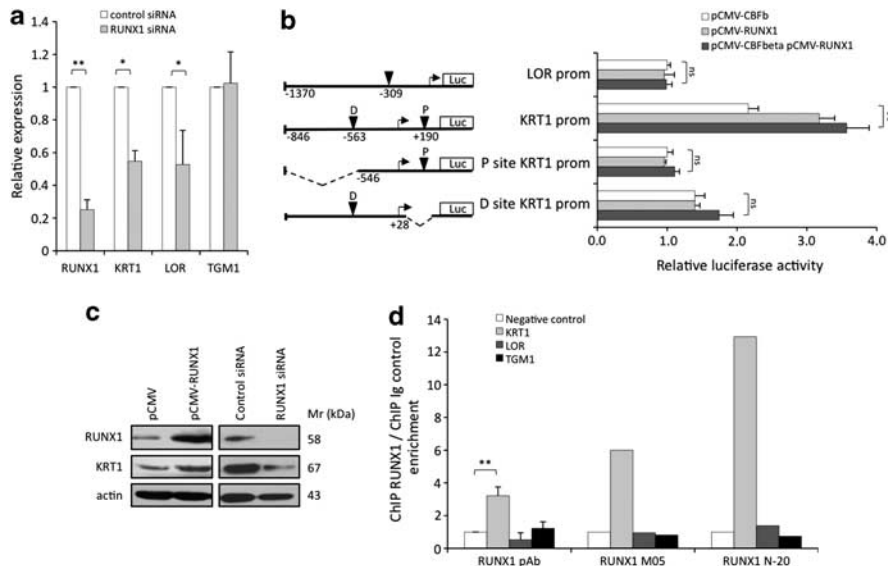 a
control siRNA
RUNX1 siRNA
Relative expression
1.4
1.2
1
0.8
0.6
0.4
0.2
0
** * *
RUNX1 KRT1 LOR TGM1
b
pCMV-CBFb
pCMV-RUNX1
pCMV-CBFbeta pCMV-RUNX1
-1370 -309 Luc
D P
-846 -563 +190 Luc
P
-546 Luc
D
+28 Luc
LOR prom
KRT1 prom
P site KRT1 prom
D site KRT1 prom
ns
ns
ns
0.0 1.0 2.0 3.0 4.0
Relative luciferase activity
c
pCMV
pCMV-RUNX1
Control siRNA
RUNX1 siRNA
Mr (kDa)
RUNX1 58
KRT1 67
actin 43
d
Negative control
KRT1
LOR
TGM1
ChIP RUNX1 / ChIP Ig control
enrichment
14
12
10
8
6
4
2
0
**
RUNX1 pAb RUNX1 M05 RUNX1 N-20